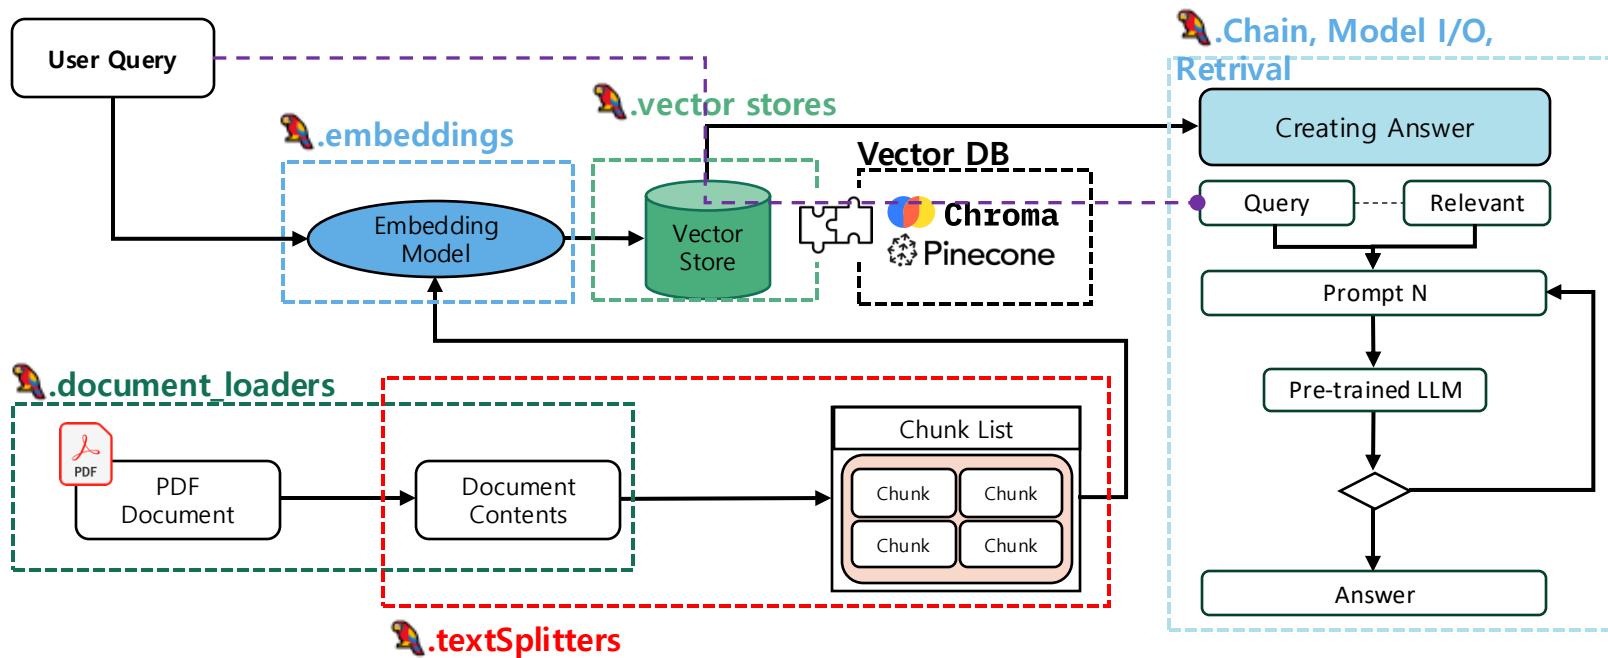 User Query
.embeddings
.vector stores
.Chain, Model I/O,
Retrival
Creating Answer
Vector DB
Embedding
Model
Vector
Store
Chroma
Pinecone
Query
Relevant
Prompt N
Pre-trained LLM
Answer
.document_loaders
PDF
PDF
Document
Document
Contents
Chunk List
Chunk
Chunk
Chunk
Chunk
.textSplitters